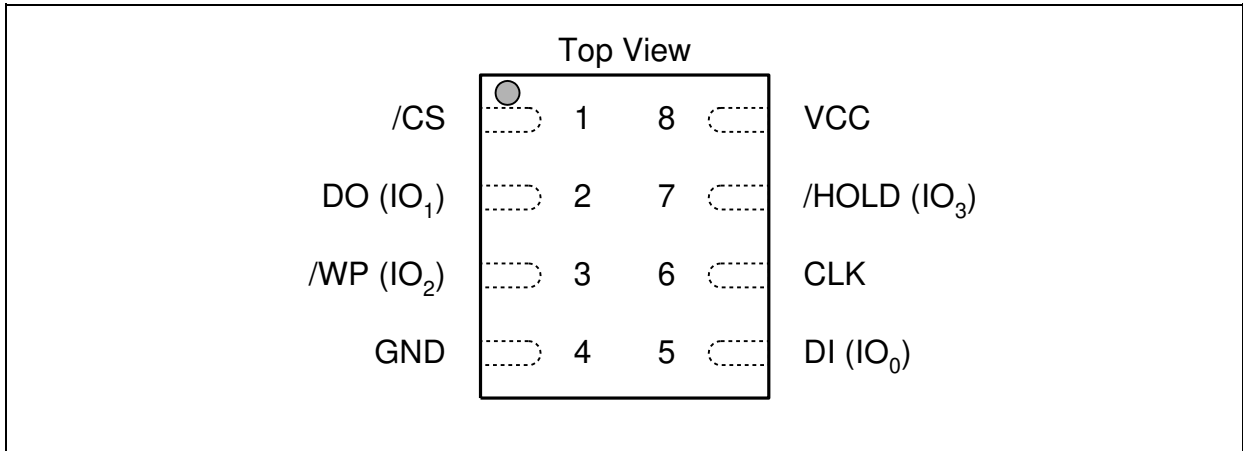 Top View
/CS 1 8 VCC
DO (IO₁) 2 7 /HOLD (IO₃)
/WP (IO₂) 3 6 CLK
GND 4 5 DI (IO₀)